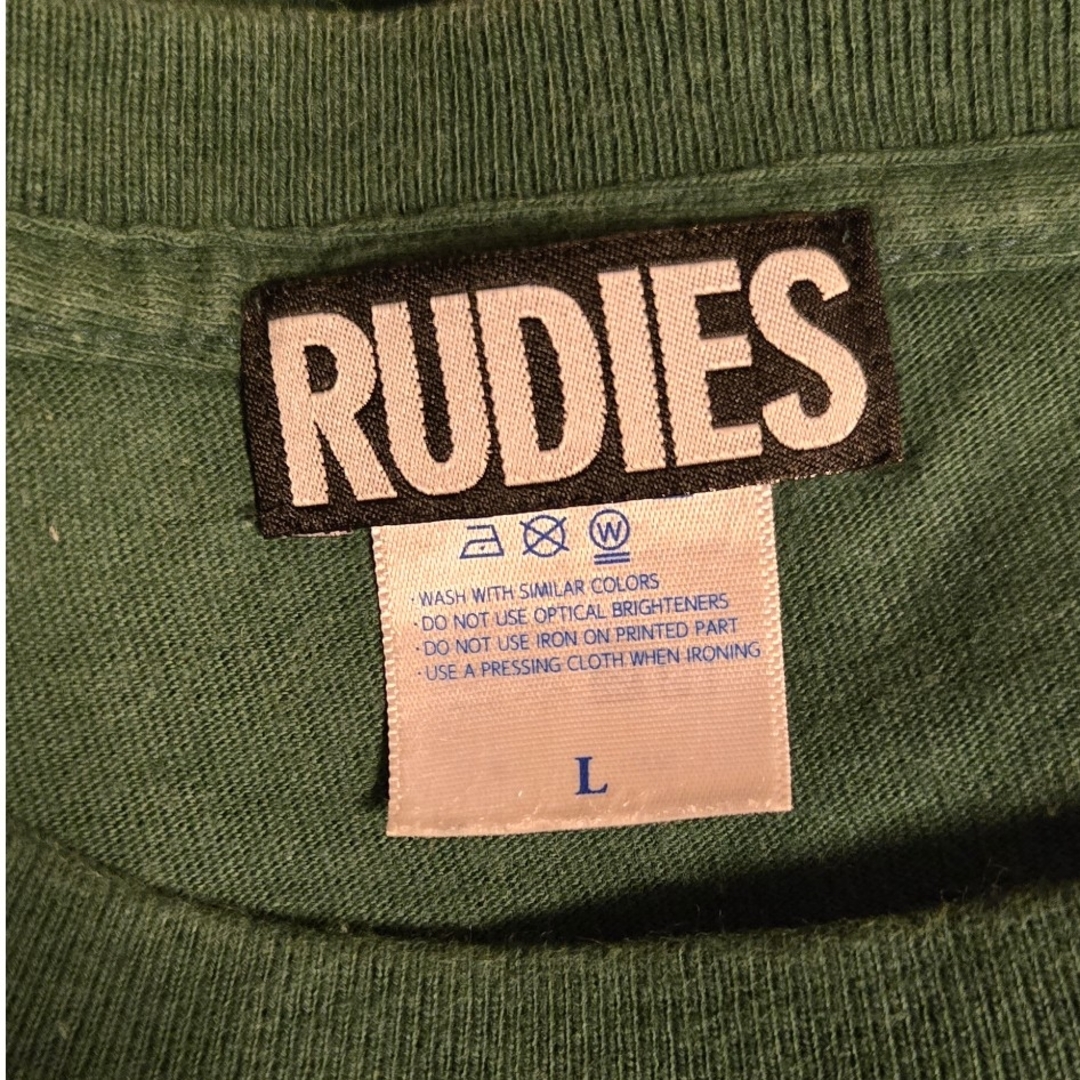 RUDIES
W
· WASH WITH SIMILAR COLORS
· DO NOT USE OPTICAL BRIGHTENERS
· DO NOT USE IRON ON PRINTED PART
· USE A PRESSING CLOTH WHEN IRONING
L